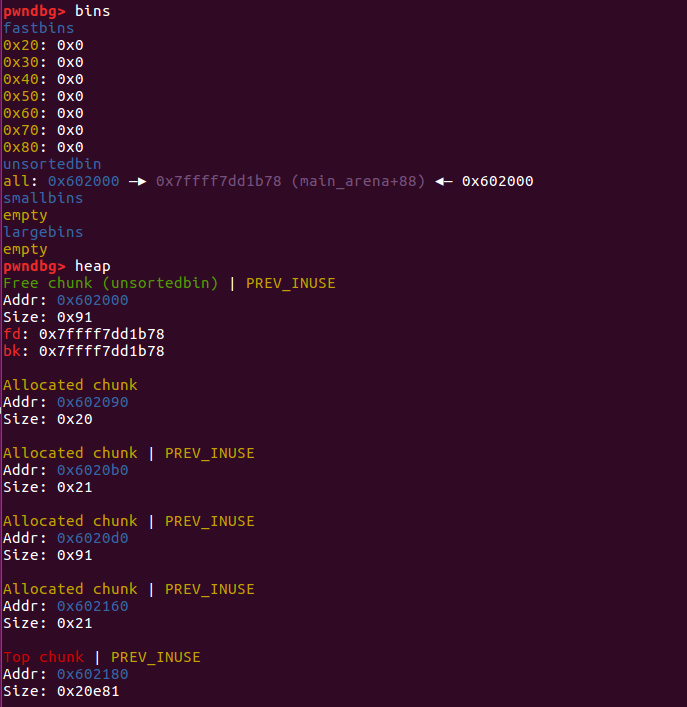 pwndbg> bins
fastbins
0x20: 0x0
0x30: 0x0
0x40: 0x0
0x50: 0x0
0x60: 0x0
0x70: 0x0
0x80: 0x0
unsortedbin
all: 0x602000 —▸ 0x7ffff7dd1b78 (main_arena+88) ◂— 0x602000
smallbins
empty
largebins
empty
pwndbg> heap
Free chunk (unsortedbin) | PREV_INUSE
Addr: 0x602000
Size: 0x91
fd: 0x7ffff7dd1b78
bk: 0x7ffff7dd1b78

Allocated chunk
Addr: 0x602090
Size: 0x20

Allocated chunk | PREV_INUSE
Addr: 0x6020b0
Size: 0x21

Allocated chunk | PREV_INUSE
Addr: 0x6020d0
Size: 0x91

Allocated chunk | PREV_INUSE
Addr: 0x602160
Size: 0x21

Top chunk | PREV_INUSE
Addr: 0x602180
Size: 0x20e81